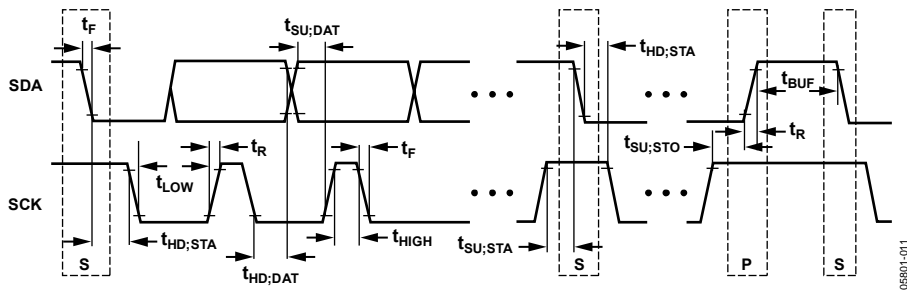 tF
tSU;DAT
tHD;STA
SDA
tBUF
tR
tF
tSU;STO
tR
tLOW
SCK
tHD;STA
tHIGH
tSU;STA
tHD;DAT
S
S
P
S
05801-011